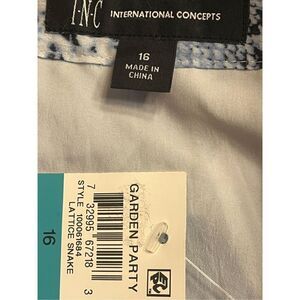 I·N·C INTERNATIONAL CONCEPTS
16
MADE IN
CHINA
GARDEN PARTY
7 32995 67218 3
STYLE 100061684
LATTICE SNAKE
16